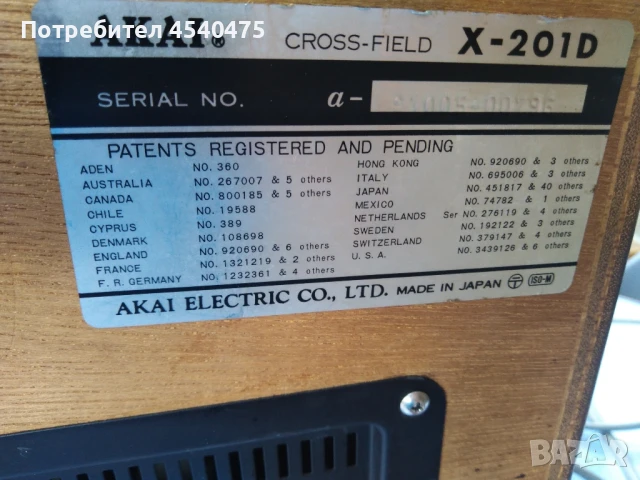 Потребител 4540475
AKAI® CROSS-FIELD X-201D
SERIAL NO. a-
PATENTS REGISTERED AND PENDING
ADEN NO. 360
AUSTRALIA NO. 267007 & 5 others
CANADA NO. 800185 & 5 others
CHILE NO. 19588
CYPRUS NO. 389
DENMARK NO. 108698
ENGLAND NO. 920690 & 6 others
FRANCE NO. 1321219 & 2 others
F. R. GERMANY NO. 1232361 & 4 others
HONG KONG NO. 920690 & 3 others
ITALY NO. 695006 & 3 others
JAPAN NO. 451817 & 40 others
MEXICO NO. 74782 & 1 others
NETHERLANDS Ser NO. 276119 & 4 others
SWEDEN NO. 192122 & 3 others
SWITZERLAND NO. 379147 & 4 others
U. S. A. NO. 3439126 & 6 others
AKAI ELECTRIC CO., LTD. MADE IN JAPAN T ISO-M
BAZAR